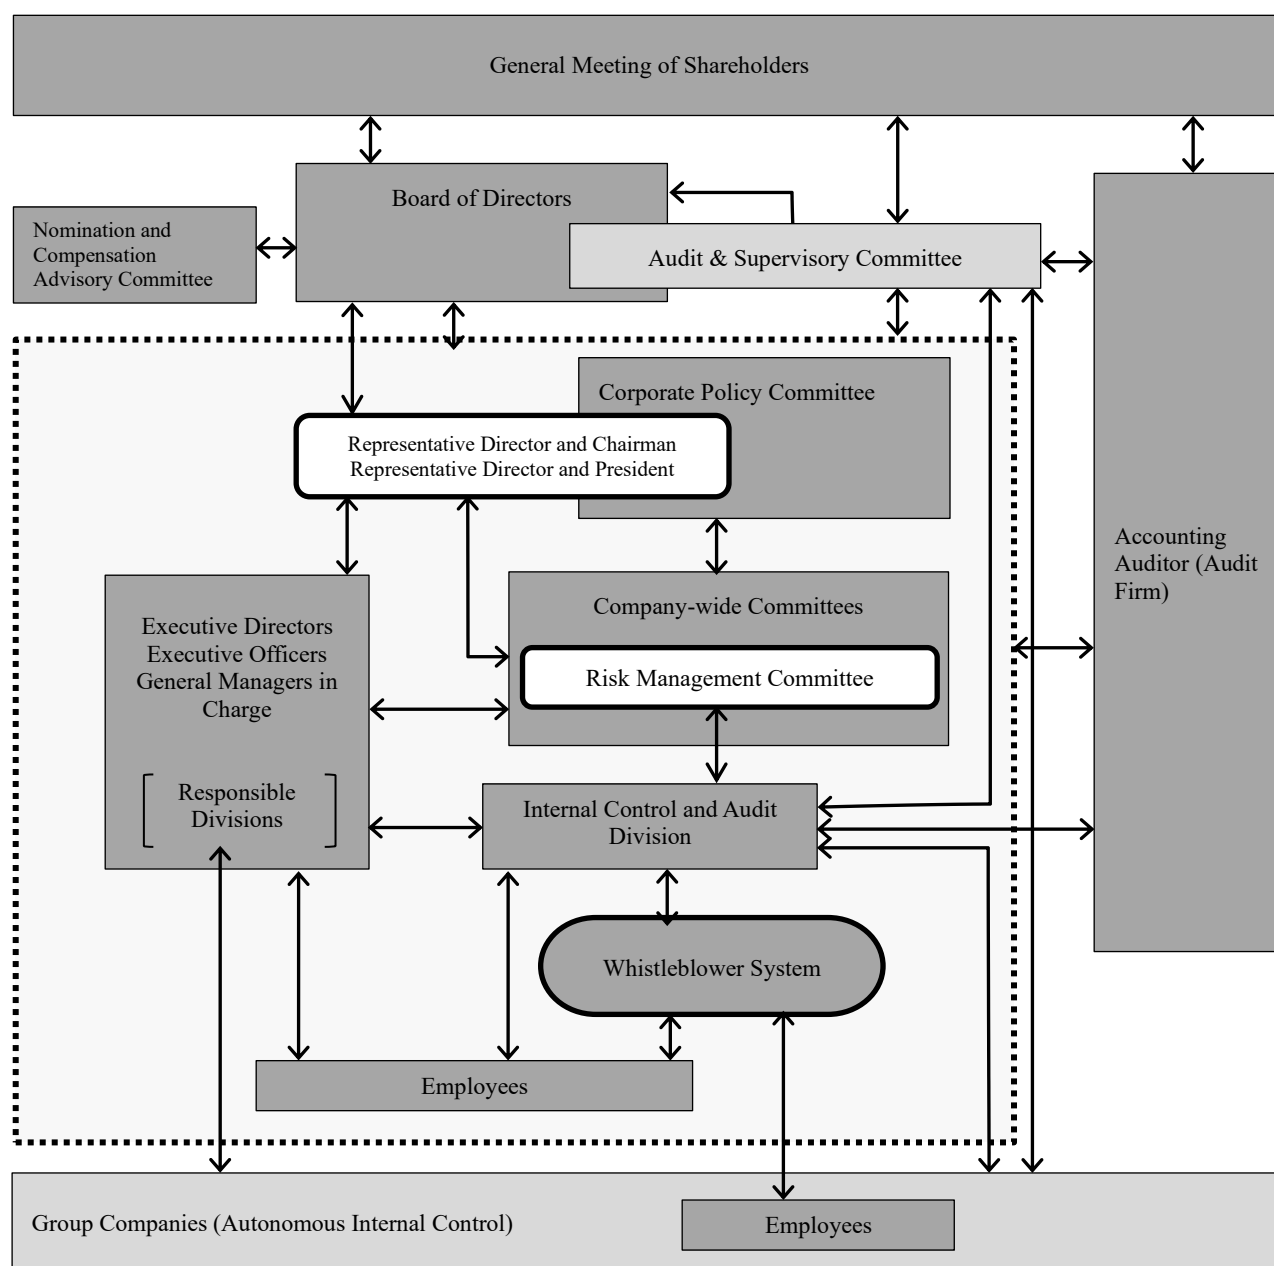 General Meeting of Shareholders
Board of Directors
Nomination and
Compensation
Advisory Committee
Audit & Supervisory Committee
Corporate Policy Committee
Representative Director and Chairman
Representative Director and President
Accounting
Auditor (Audit
Firm)
Company-wide Committees
Executive Directors
Executive Officers
General Managers in
Charge
Risk Management Committee
Responsible
Divisions
Internal Control and Audit
Division
Whistleblower System
Employees
Group Companies (Autonomous Internal Control)
Employees